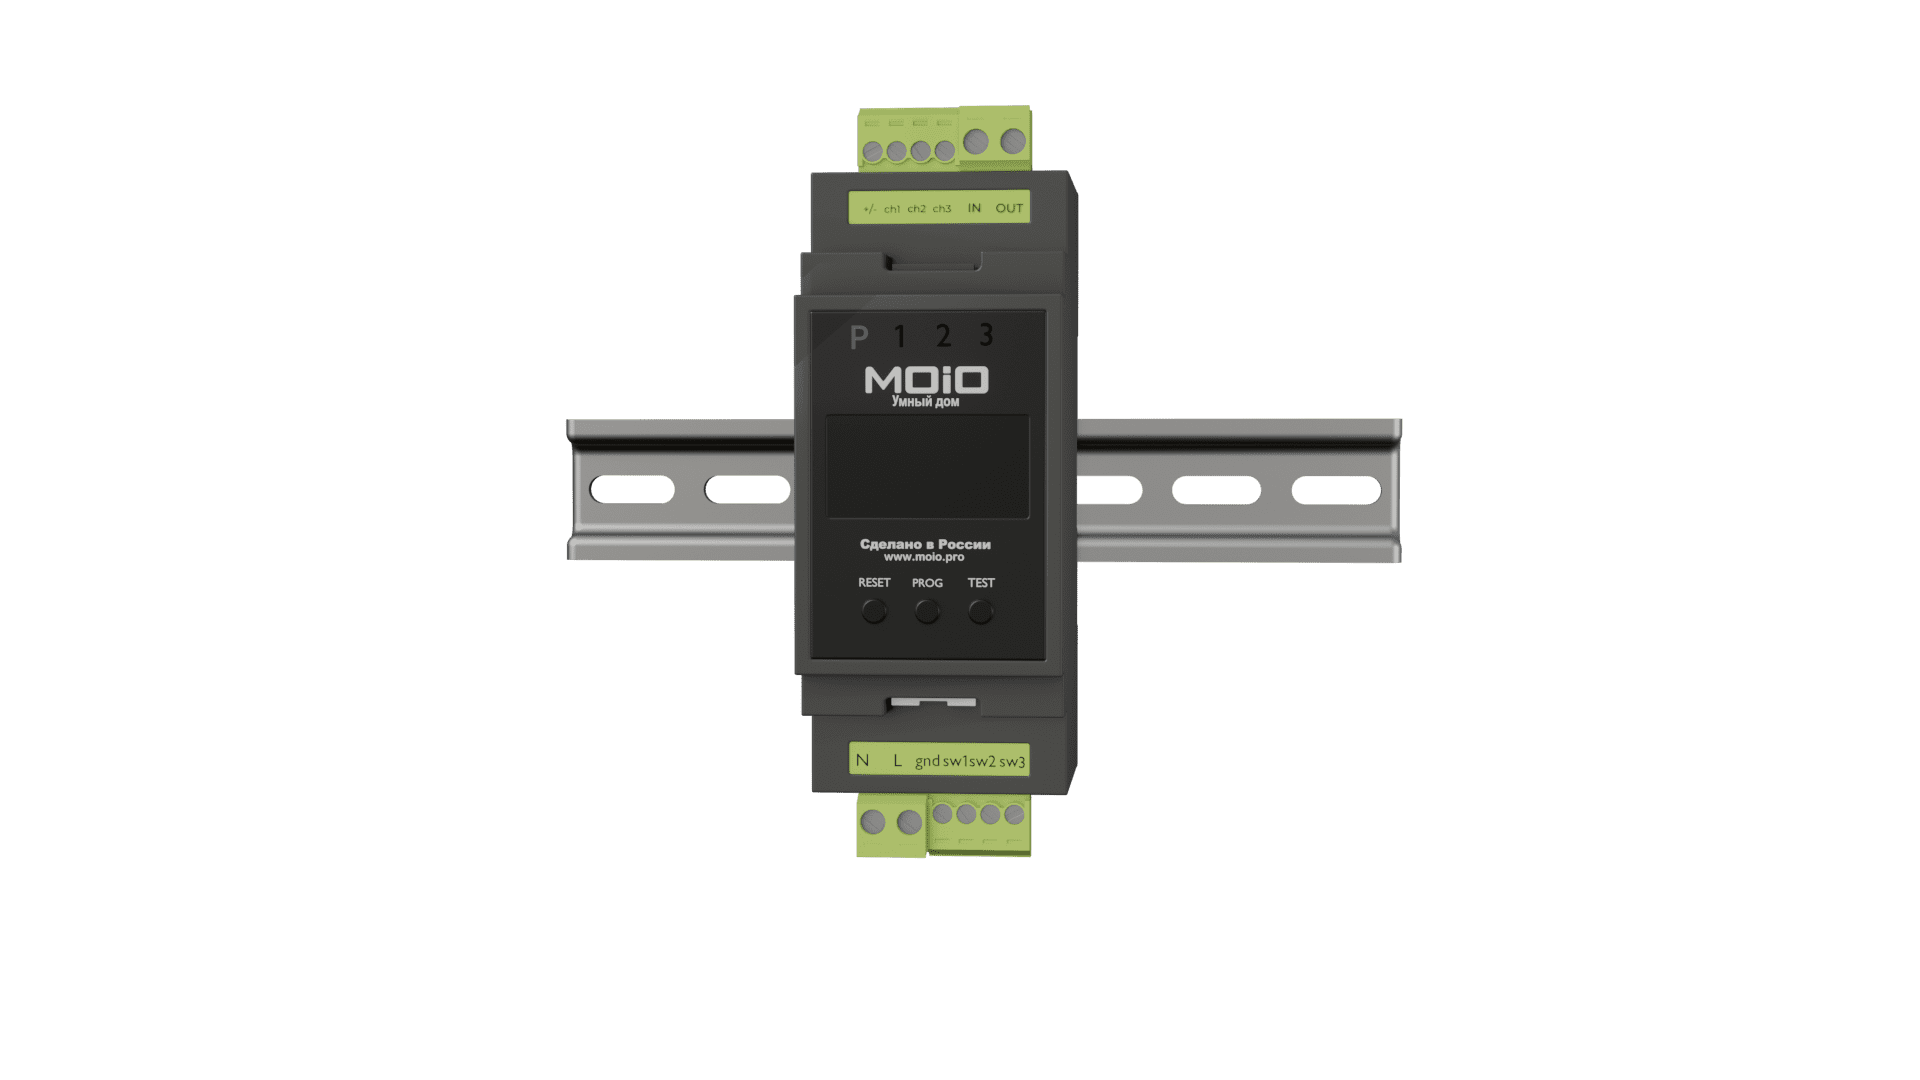 +/- ch1 ch2 ch3 IN OUT
P 1 2 3
MOiO
Умный дом
Сделано в России
www.moio.pro
RESET PROG TEST
N L gnd sw1 sw2 sw3